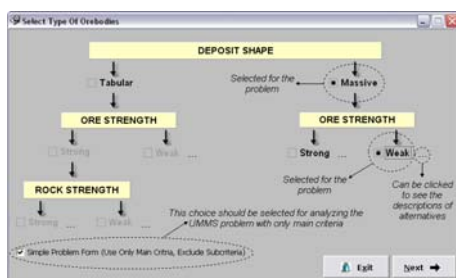 Select Type Of Orebodies
DEPOSIT SHAPE
Tabular
Selected for the
problem
Massive
ORE STRENGTH
ORE STRENGTH
Strong
Weak ...
Strong ...
Weak ...
Selected for the
problem
Can be clicked
to see the
descriptions of
alternatives
ROCK STRENGTH
Strong ...
Weak ...
This choice should be selected for analyzing the
UMMS problem with only main criteria
Simple Problem Form (Use Only Main Critria, Exclude Subcriteria)
Exit
Next